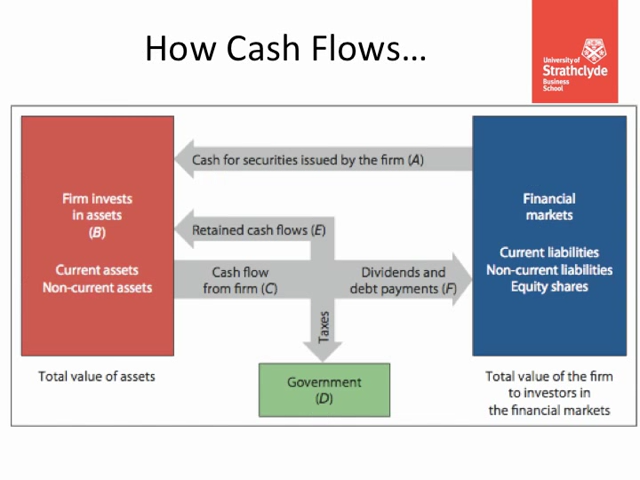 How Cash Flows...
University of
Strathclyde
Business
School
Cash for securities issued by the firm (A)
Firm invests
in assets
(B)
Current assets
Non-current assets
Retained cash flows (E)
Cash flow
from firm (C)
Dividends and
debt payments (F)
Taxes
Financial
markets
Current liabilities
Non-current liabilities
Equity shares
Total value of assets
Government
(D)
Total value of the firm
to investors in
the financial markets